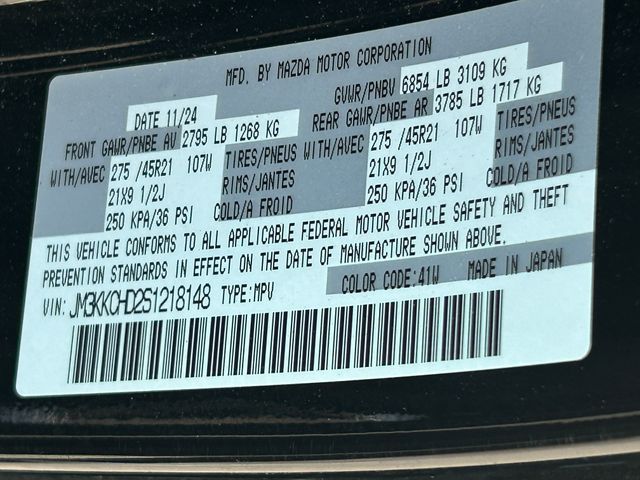 MFD. BY MAZDA MOTOR CORPORATION
DATE 11/24 GVWR/PNBV 6854 LB 3109 KG
FRONT GAWR/PNBE AV 2795 LB 1268 KG REAR GAWR/PNBE AR 3785 LB 1717 KG
WITH/AVEC 275 /45R21 107W TIRES/PNEUS WITH/AVEC 275 /45R21 107W TIRES/PNEUS
21X9 1/2J RIMS/JANTES 21X9 1/2J RIMS/JANTES
250 KPA/36 PSI COLD/A FROID 250 KPA/36 PSI COLD/A FROID
THIS VEHICLE CONFORMS TO ALL APPLICABLE FEDERAL MOTOR VEHICLE SAFETY AND THEFT
PREVENTION STANDARDS IN EFFECT ON THE DATE OF MANUFACTURE SHOWN ABOVE.
VIN: JM3KKCHD2S1218148 TYPE:MPV COLOR CODE:41W MADE IN JAPAN